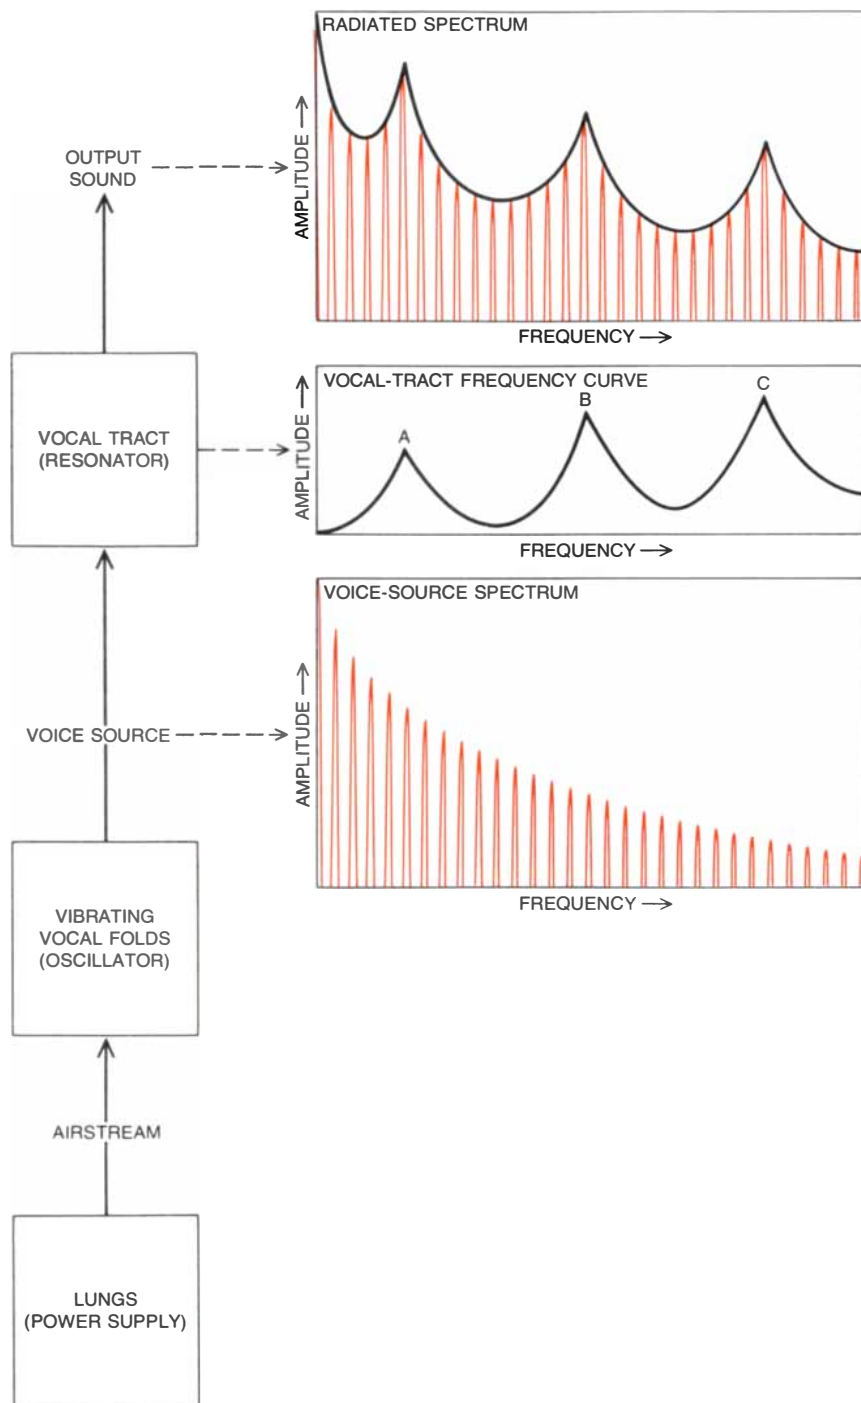 RADIATED SPECTRUM
AMPLITUDE
FREQUENCY
OUTPUT
SOUND
VOCAL-TRACT FREQUENCY CURVE
A
B
C
AMPLITUDE
FREQUENCY
VOCAL TRACT
(RESONATOR)
VOICE-SOURCE SPECTRUM
AMPLITUDE
FREQUENCY
VOICE SOURCE
VIBRATING
VOCAL FOLDS
(OSCILLATOR)
AIRSTREAM
LUNGS
(POWER SUPPLY)